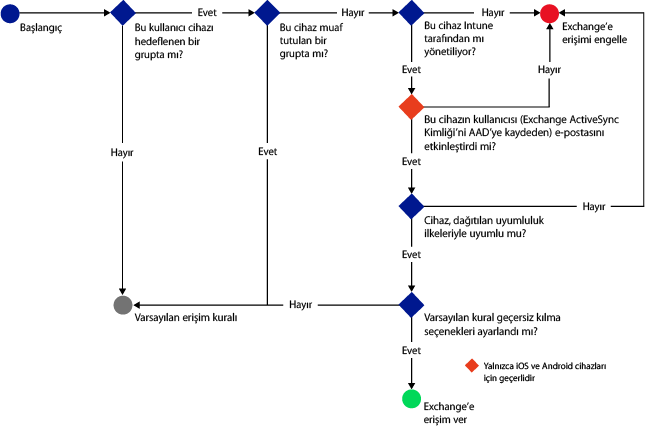 Başlangıç
Evet
Bu kullanıcı cihazı
hedeflenen bir
grupta mı?
Hayır
Bu cihaz muaf
tutulan bir
grupta mı?
Hayır
Bu cihaz Intune
tarafından mı
yönetiliyor?
Exchange'e
erişimi engelle
Evet
Hayır
Bu cihazın kullanıcısı (Exchange ActiveSync
Kimliği'ni AAD'ye kaydeden) e-postasını
etkinleştirdi mi?
Hayır
Evet
Evet
Hayır
Cihaz, dağıtılan uyumluluk
ilkeleriyle uyumlu mu?
Evet
Hayır
Varsayılan erişim kuralı
Varsayılan kural geçersiz kılma
seçenekleri ayarlandı mı?
Evet
Yalnızca iOS ve Android cihazları
için geçerlidir
Exchange'e
erişim ver